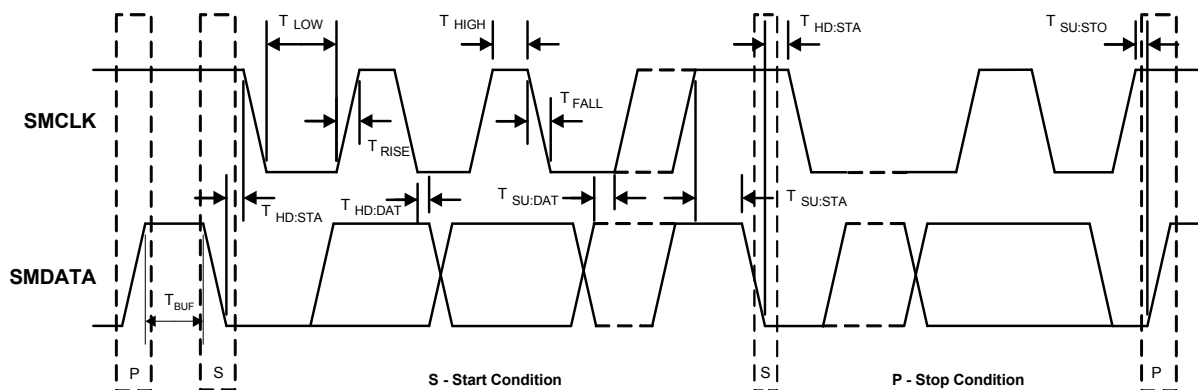 T LOW
T HIGH
T HD:STA
T SU:STO
SMCLK
T FALL
T RISE
T HD:STA
T HD:DAT
T SU:DAT
T SU:STA
SMDATA
T BUF
P
S
S - Start Condition
S
P - Stop Condition
P